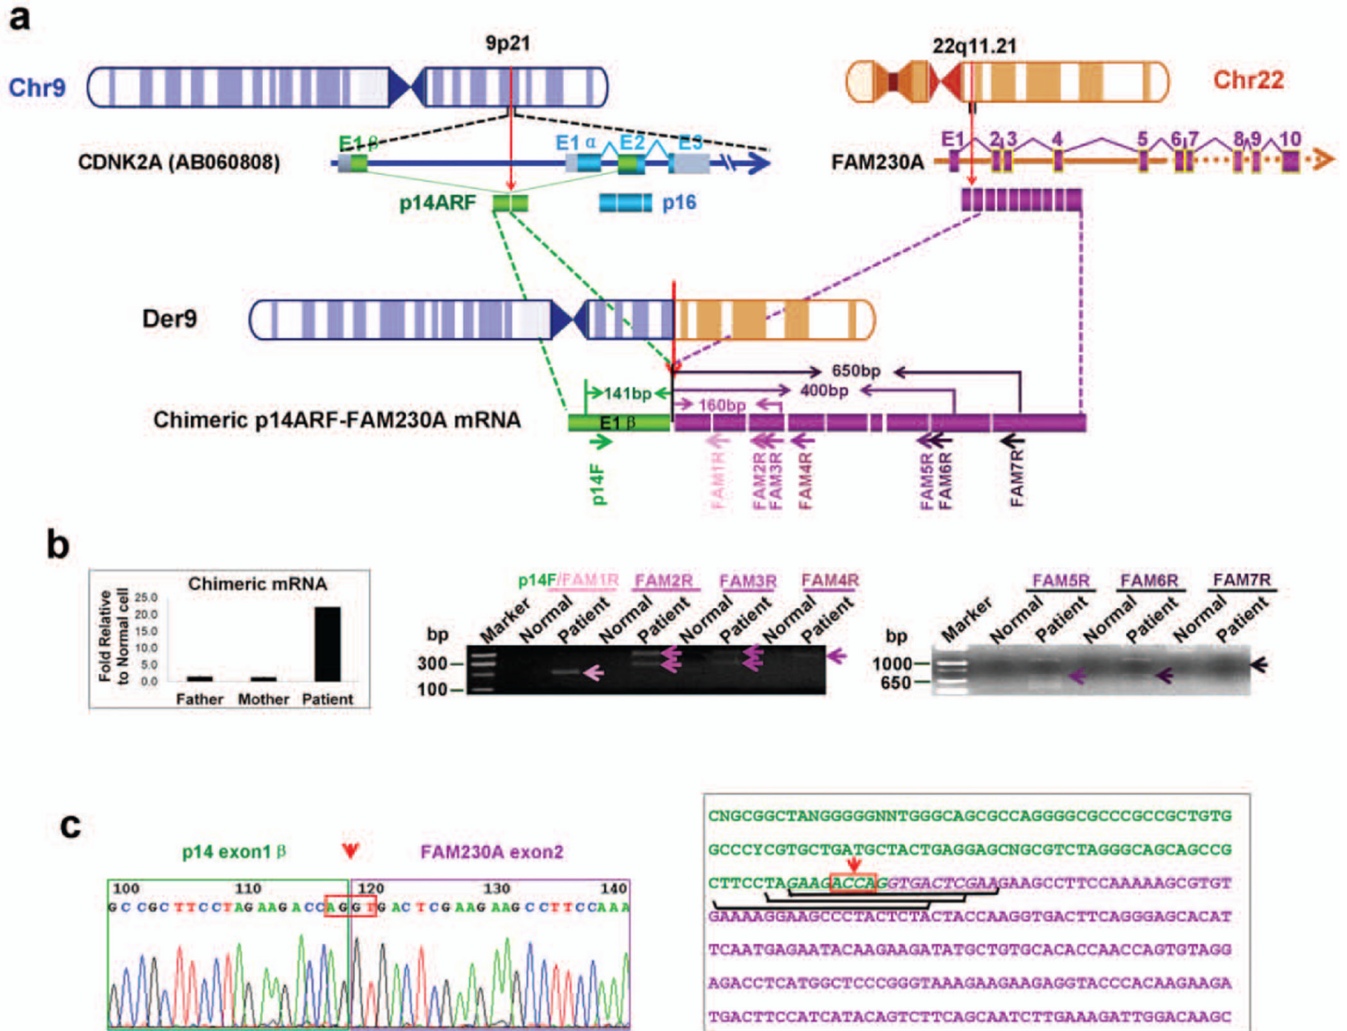 a
9p21
22q11.21
Chr9
Chr22
E1 β
E1 α
E2
E3
CDNK2A (AB060808)
FAM230A
E1
2
3
4
5
6
7
8
9
10
p14ARF
p16
Der9
650bp
141bp
400bp
160bp
Chimeric p14ARF-FAM230A mRNA
E1 β
p14F
FAM1R
FAM2R
FAM3R
FAM4R
FAM5R
FAM6R
FAM7R
b
Chimeric mRNA
Fold Relative
to Normal cell
25.0
20.0
15.0
10.0
5.0
0.0
Father Mother Patient
p14F/FAM1R FAM2R FAM3R FAM4R
Marker Normal Patient Normal Patient Normal Patient Normal Patient
bp
300
100
FAM5R FAM6R FAM7R
Marker Normal Patient Normal Patient Normal Patient
bp
1000
650
c
p14 exon1 β
FAM230A exon2
100 110 120 130 140
GCCGCTTCCTAGAAGACCAGGTGACTCGAAGAAGCCTTCCAAA
CNGCGGCTANGGGGGNNTGGGCAGCGCCAGGGGCGCCCGCCGCTGTG
GCCCYCGTGCTGATGCTACTGAGGAGCNGCGTCTAGGGCAGCAGCCG
CTTCCTAGAAGACCAGGTGACTCGAAGAAGCCTTCCAAAAAGCGTGT
GAAAAGGAAGCCCTACTCTACTACCAAGGTGACTTCAGGGAGCACAT
TCAATGAGAATACAAGAAGATATGCTGTGCACACCAACCAGTGTAGG
AGACCTCATGGCTCCCGGGTAAAGAAGAAGAGGTACCCACAAGAAGA
TGACTTCCATCATACAGTCTTCAGCAATCTTGAAAGATTGGACAAGC